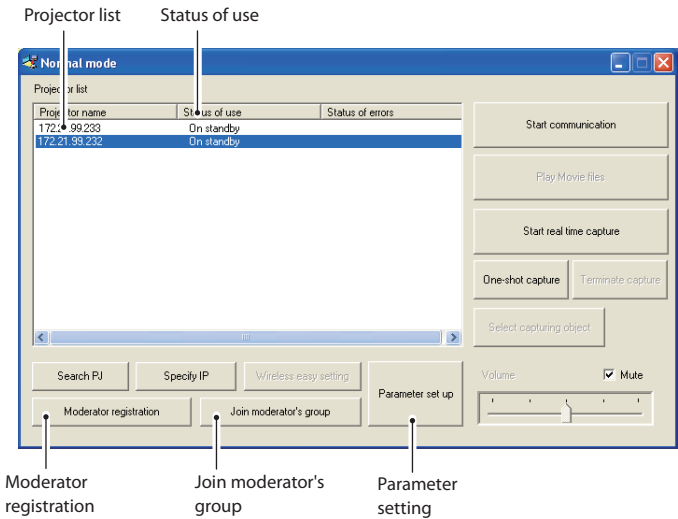 Projector list
Status of use
Normal mode
Projector list
Projector name Status of use Status of errors
172.21.99.233 On standby
172.21.99.232 On standby
Start communication
Play Movie files
Start real time capture
One-shot capture Terminate capture
Select capturing object
Search PJ Specify IP Wireless easy setting
Parameter set up
Volume Mute
Moderator registration Join moderator's group
Moderator
registration
Join moderator's
group
Parameter
setting